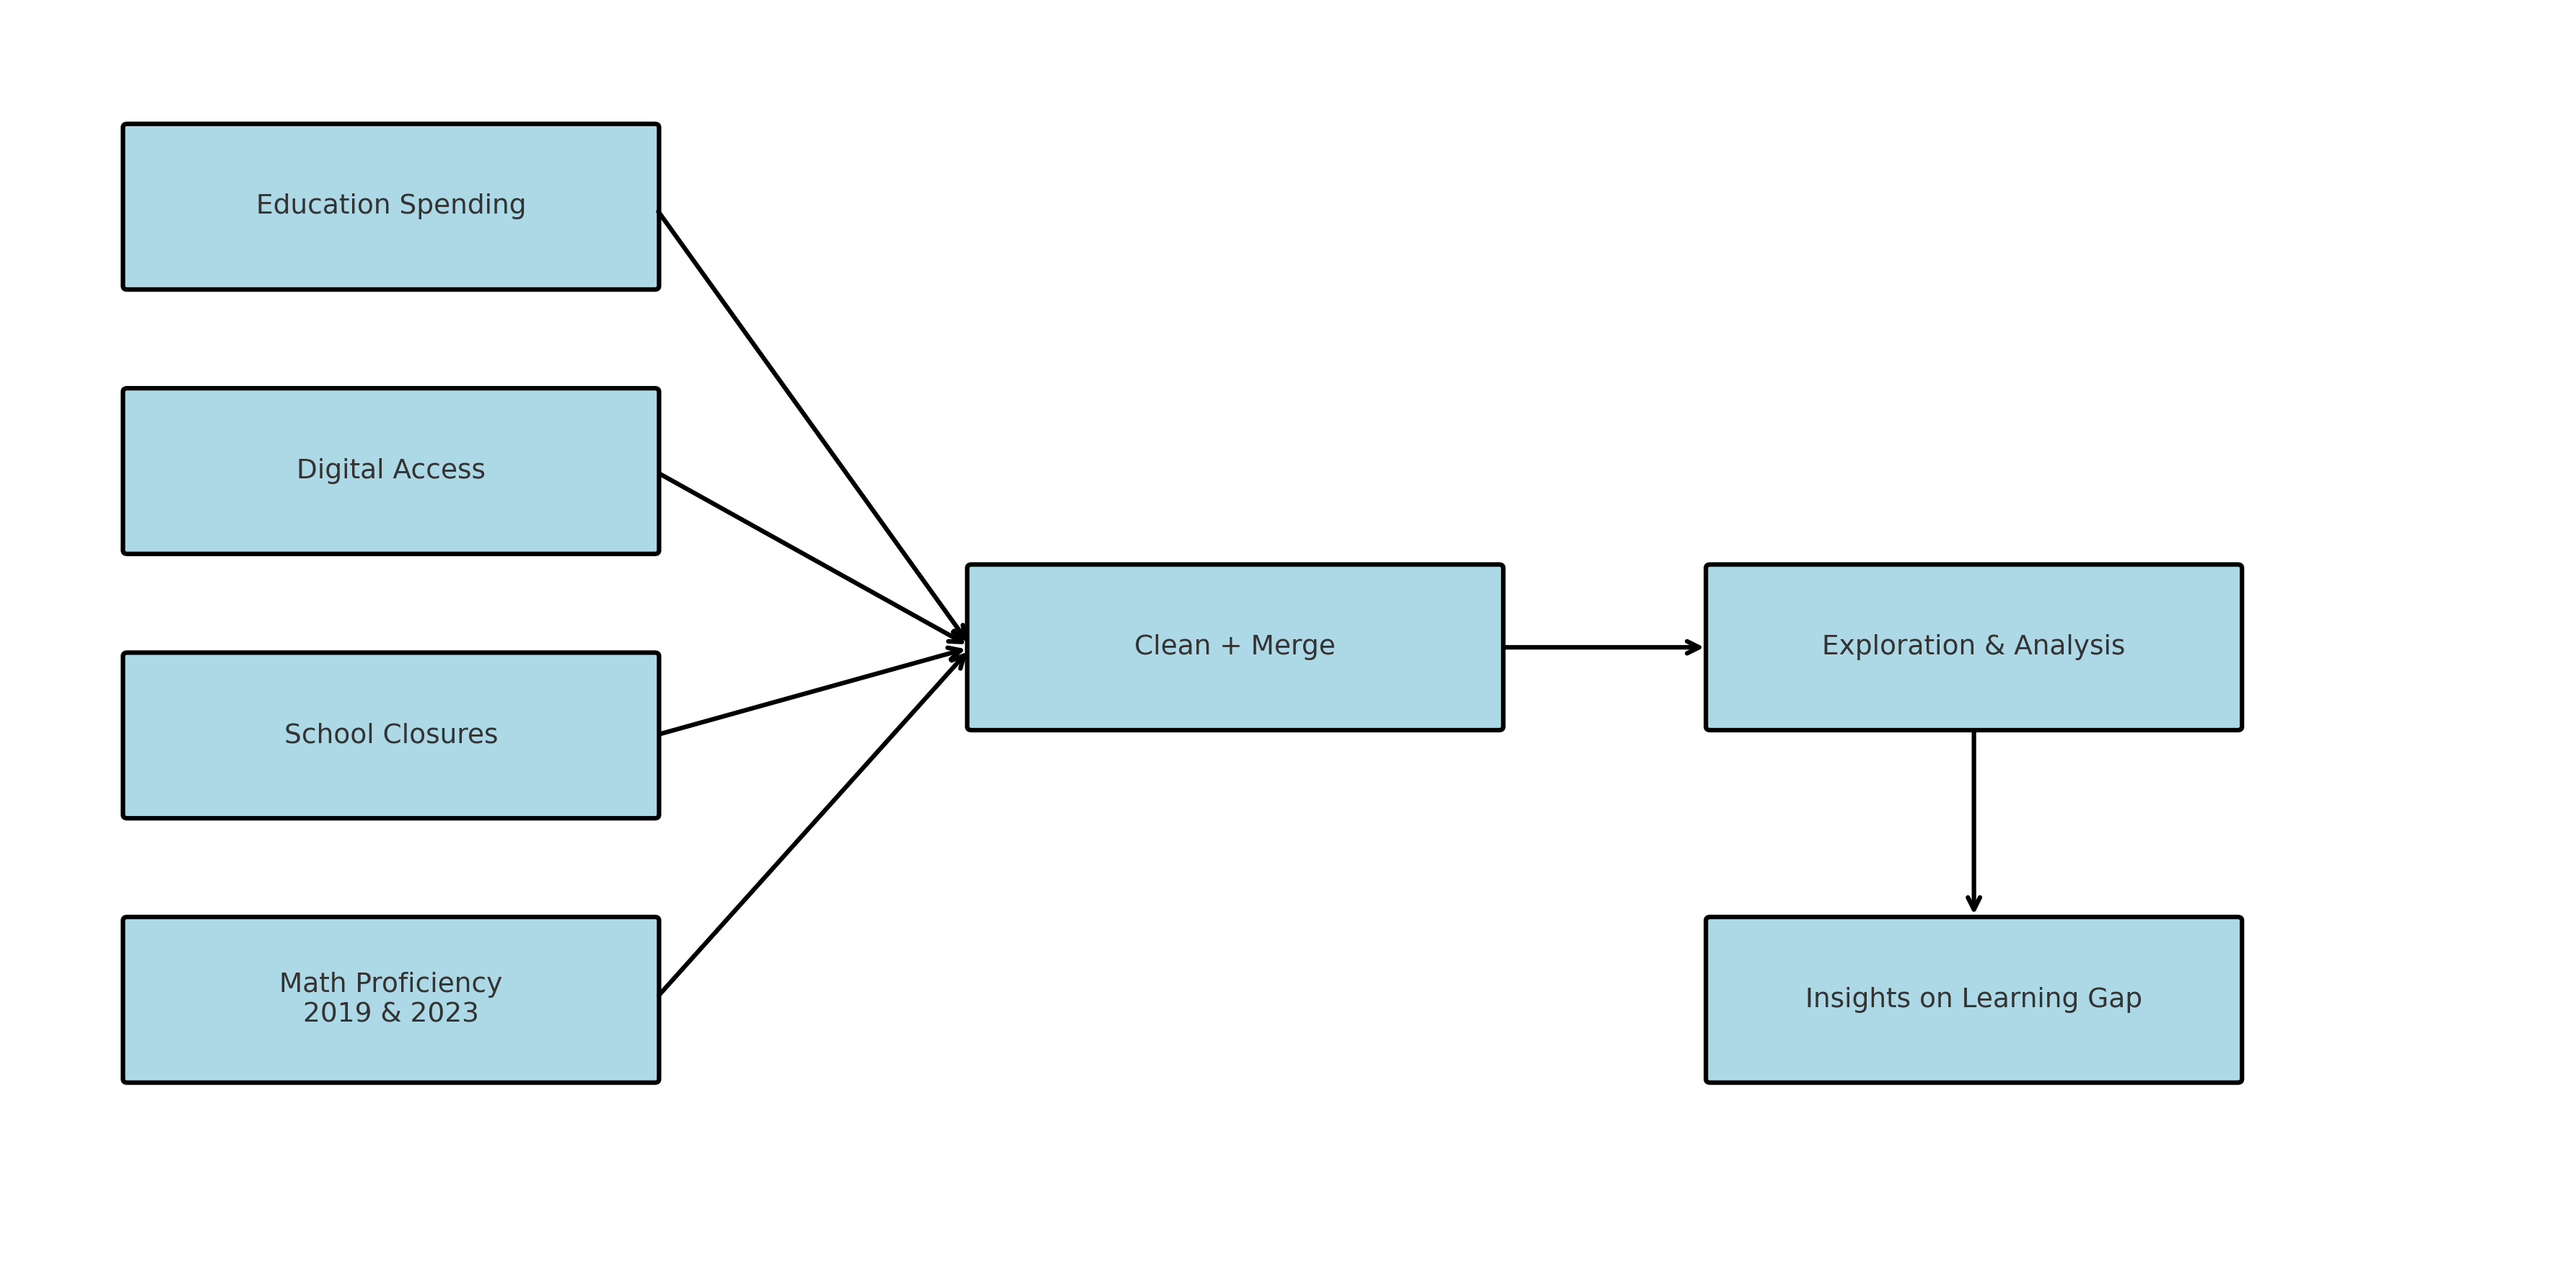 Education Spending
Digital Access
School Closures
Math Proficiency
2019 & 2023
Clean + Merge
Exploration & Analysis
Insights on Learning Gap